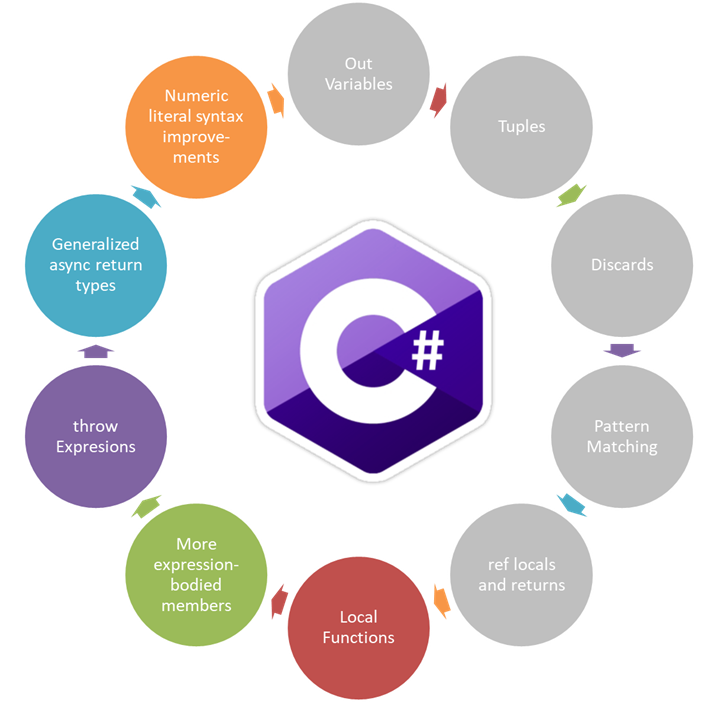 Out
Variables
Tuples
Discards
Pattern
Matching
ref locals
and returns
Local
Functions
More
expression-
bodied
members
throw
Expresions
Generalized
async return
types
Numeric
literal syntax
improve-
ments
C#